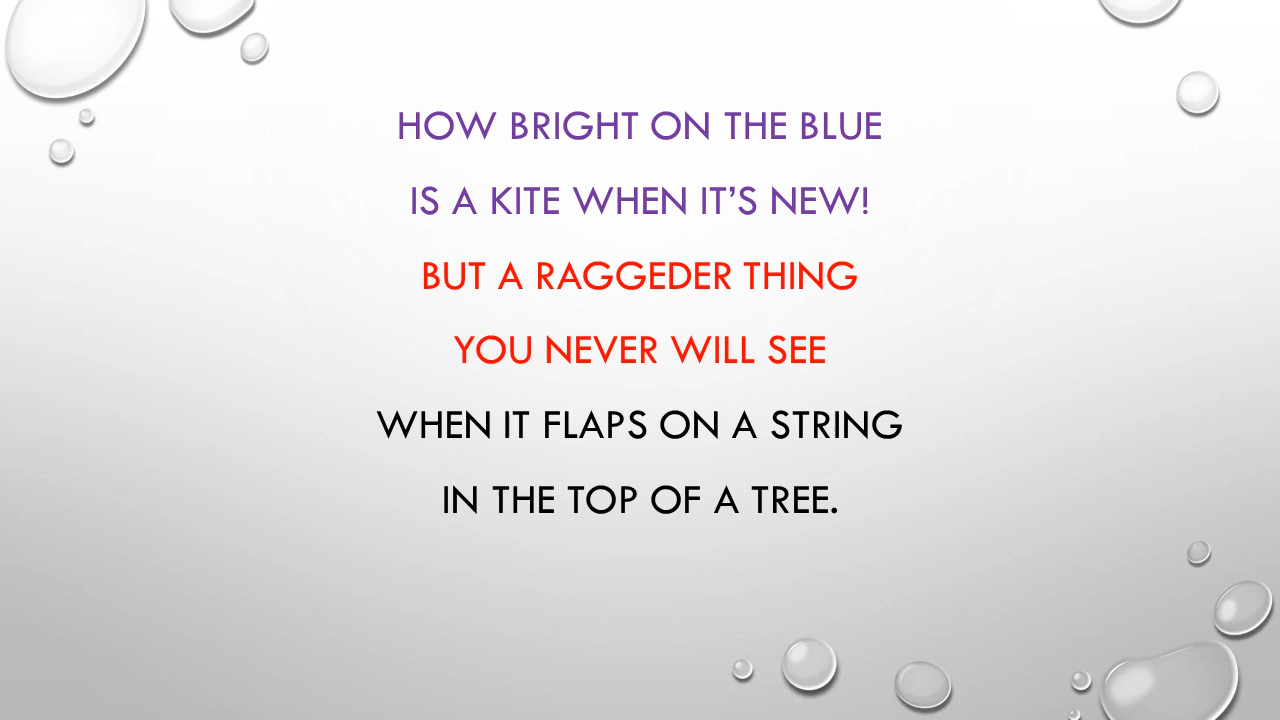 HOW BRIGHT ON THE BLUE
IS A KITE WHEN IT’S NEW!
BUT A RAGGEDER THING
YOU NEVER WILL SEE
WHEN IT FLAPS ON A STRING
IN THE TOP OF A TREE.